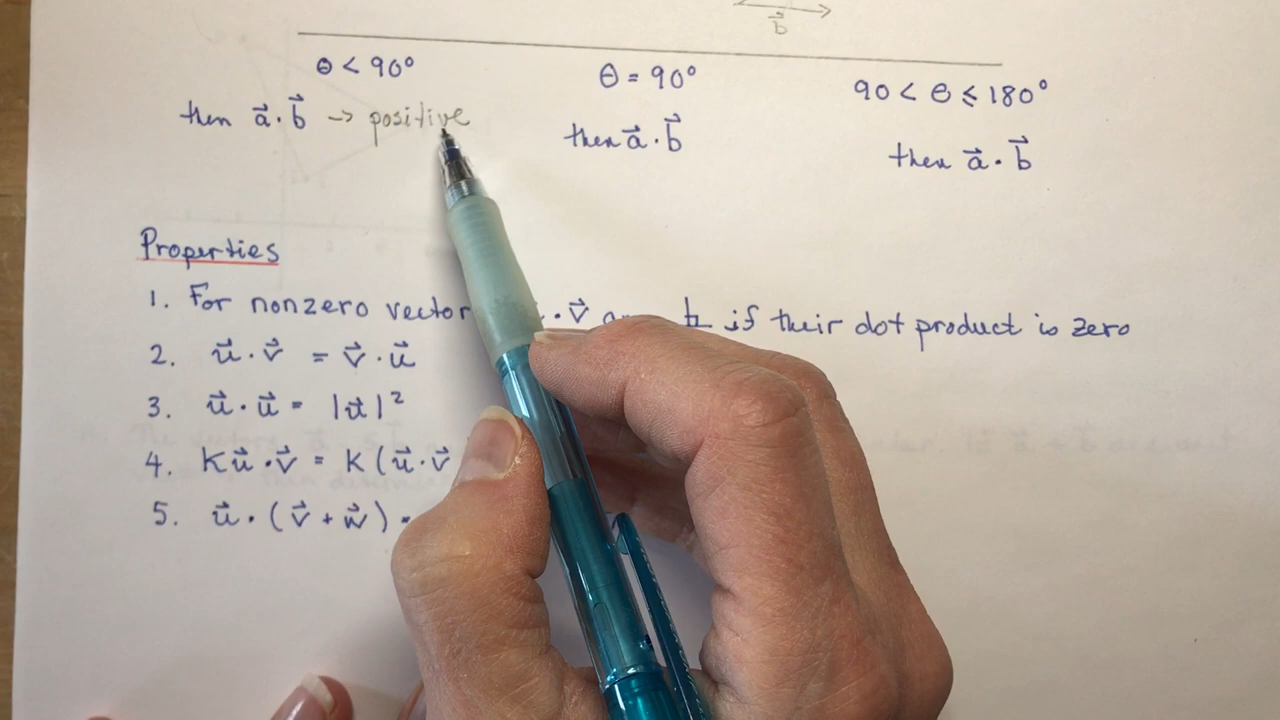 b⃗
θ < 90°
θ = 90°
90 < θ ≤ 180°
then a⃗ · b⃗ → positive
then a⃗ · b⃗
then a⃗ · b⃗
Properties
1. For nonzero vector · v⃗ if their dot product is zero
2. u⃗ · v⃗ = v⃗ · u⃗
3. u⃗ · u⃗ = |u⃗|²
4. Ku⃗ · v⃗ = K(u⃗ · v⃗
5. u⃗ · (v⃗ + w⃗)